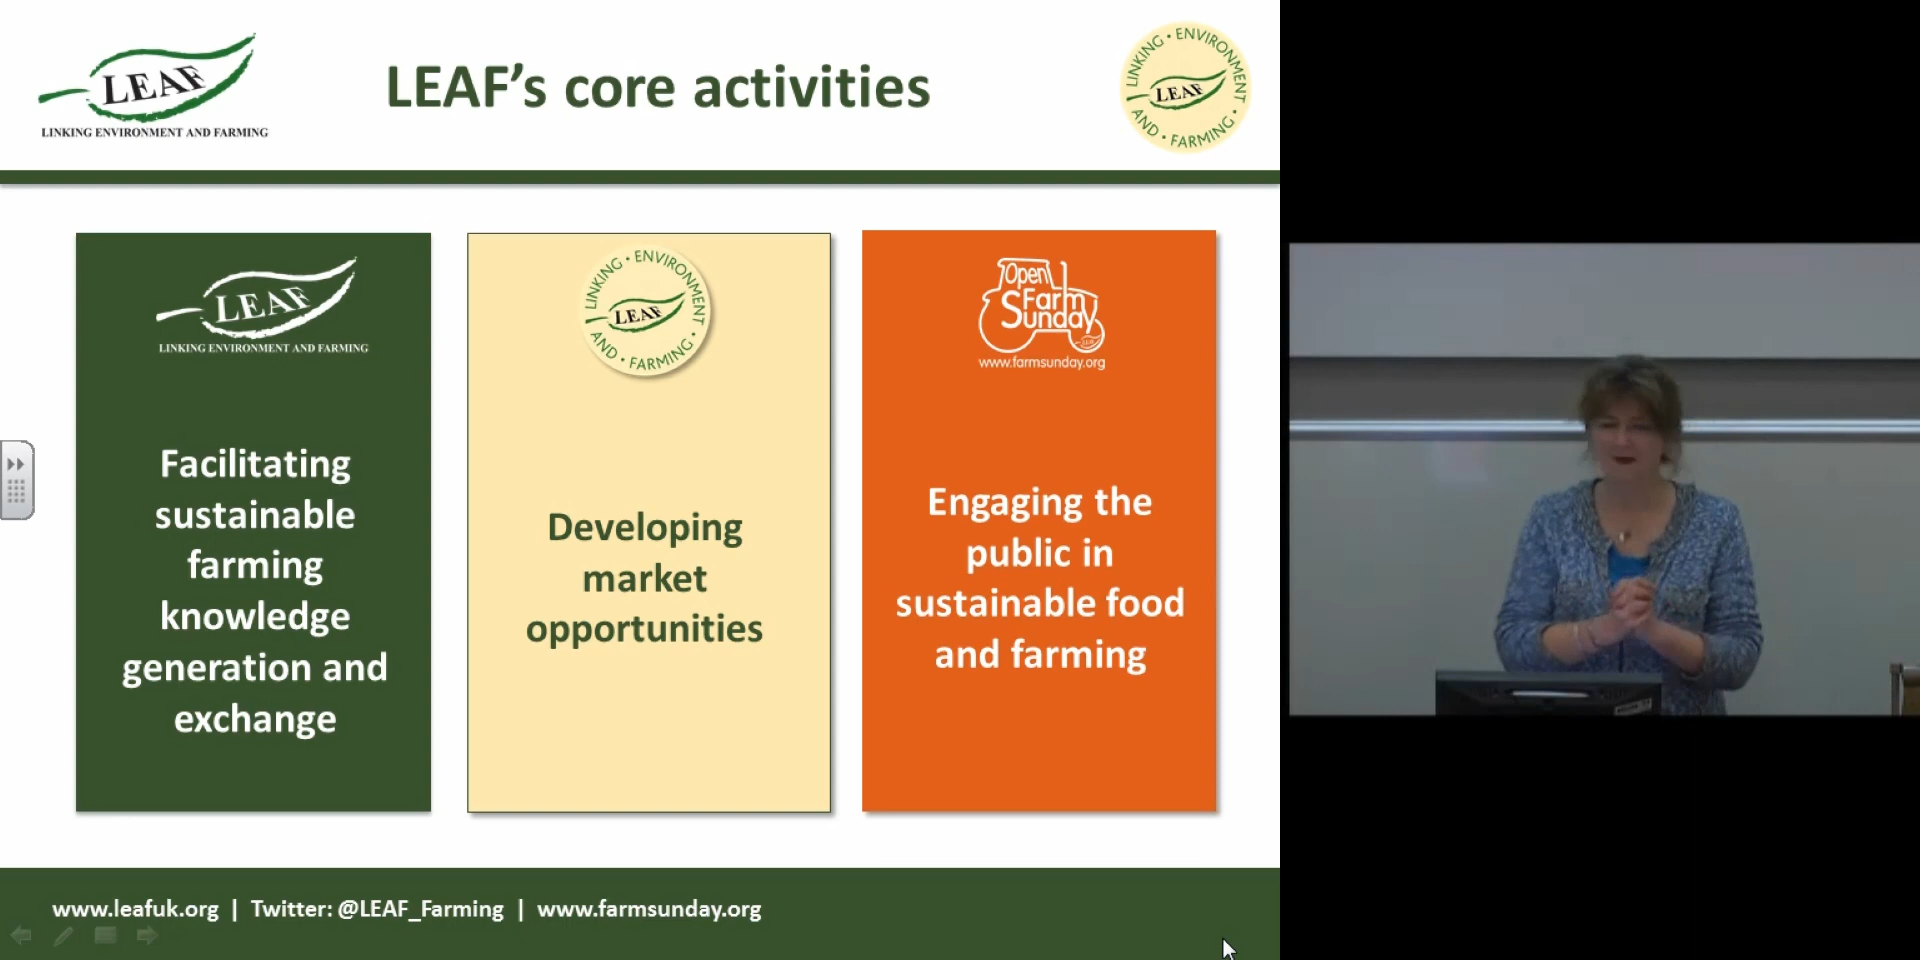 LEAF
LINKING ENVIRONMENT AND FARMING
LEAF's core activities
LINKING • ENVIRONMENT • AND • FARMING •
LEAF
LEAF
LINKING ENVIRONMENT AND FARMING
Facilitating
sustainable
farming
knowledge
generation and
exchange
LINKING • ENVIRONMENT • AND • FARMING •
LEAF
Developing
market
opportunities
Open
Farm
Sunday
www.farmsunday.org
Engaging the
public in
sustainable food
and farming
www.leafuk.org | Twitter: @LEAF_Farming | www.farmsunday.org